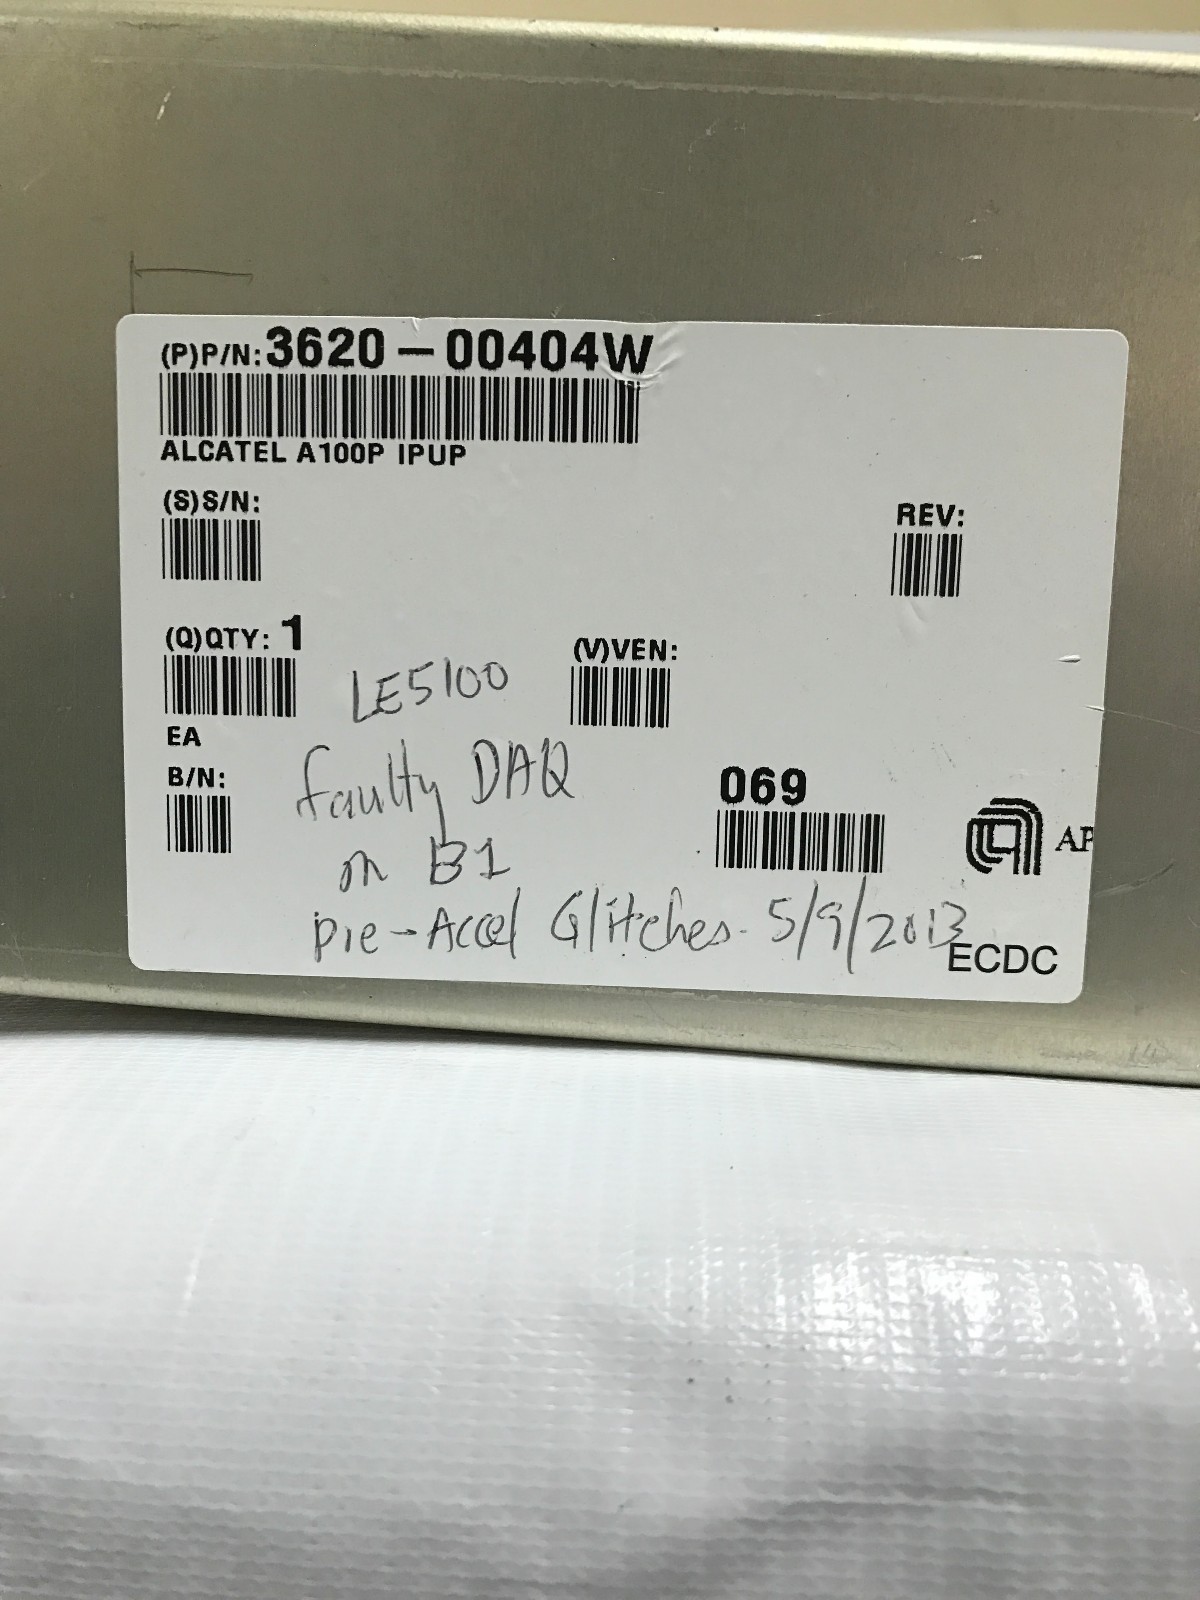 (P)P/N: 3620-00404W
ALCATEL A100P IPUP
(S)S/N:
REV:
(Q)QTY: 1
(V)VEN:
LE5100
EA
faulty DAQ
B/N:
069
on B1
AP
Pre-Accel Glitches. 5/9/2013
ECDC